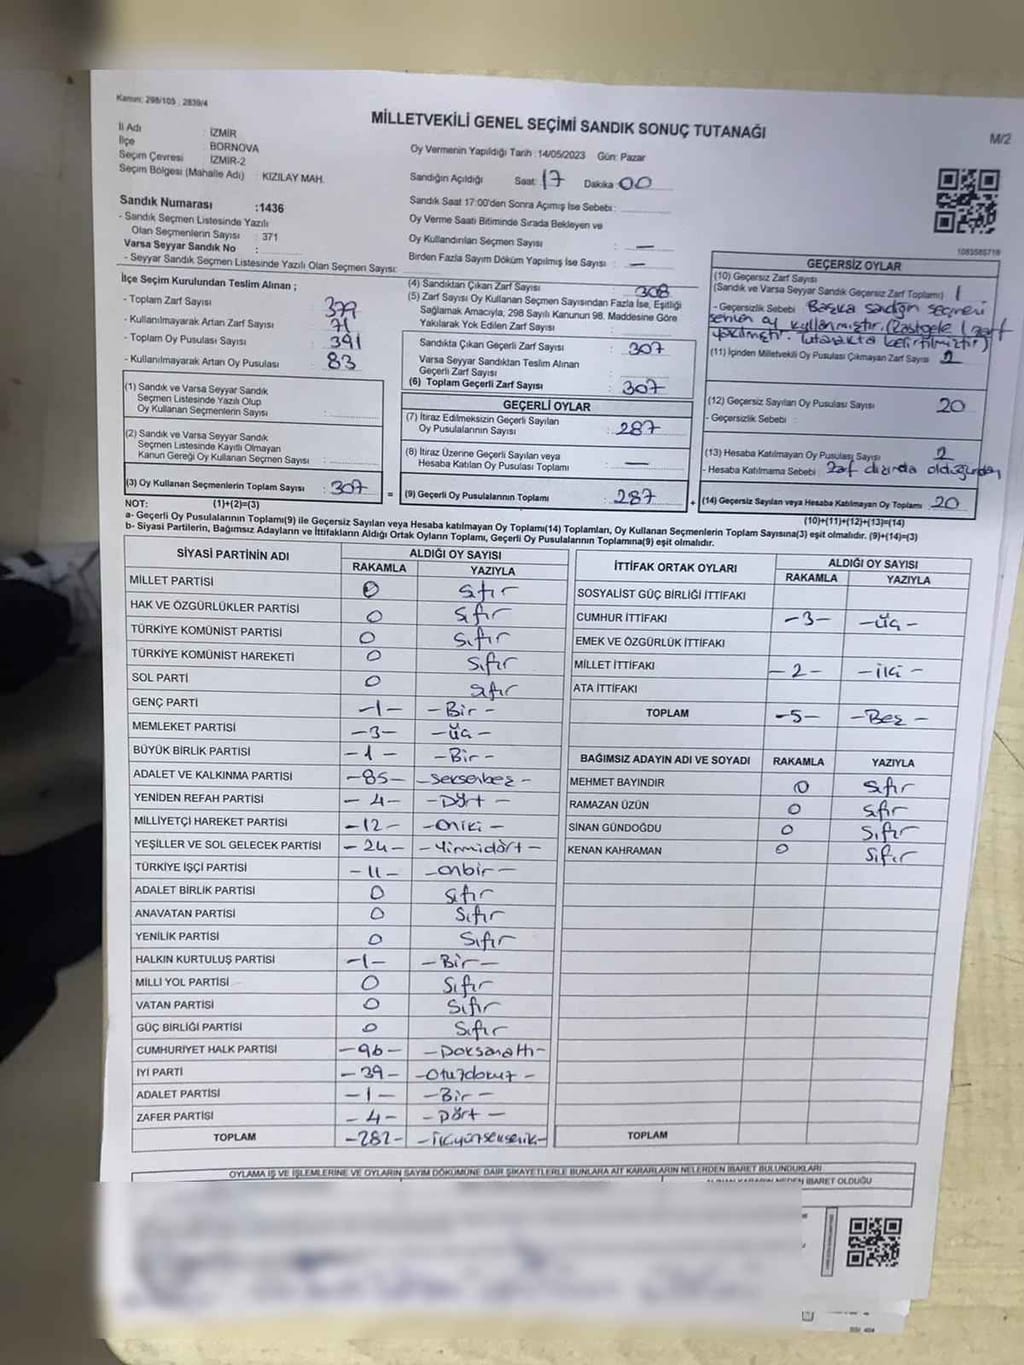 Kanun: 298/105 , 2839/4
MİLLETVEKİLİ GENEL SEÇİMİ SANDIK SONUÇ TUTANAĞI
M/2
İl Adı : İZMİR
İlçe : BORNOVA
Seçim Çevresi : İZMİR-2
Seçim Bölgesi (Mahalle Adı) : KIZILAY MAH.
Sandık Numarası :1436
- Sandık Seçmen Listesinde Yazılı
Olan Seçmenlerin Sayısı : 371
Varsa Seyyar Sandık No :
- Seyyar Sandık Seçmen Listesinde Yazılı Olan Seçmen Sayısı:
Oy Vermenin Yapıldığı Tarih :14/05/2023 Gün: Pazar
Sandığın Açıldığı Saat: 17 Dakika 00
Sandık Saat 17:00'den Sonra Açımış İse Sebebi :
Oy Verme Saati Bitiminde Sırada Bekleyen ve
Oy Kullandırılan Seçmen Sayısı : —
Birden Fazla Sayım Döküm Yapılmış İse Sayısı : —
1083585718
İlçe Seçim Kurulundan Teslim Alınan ;
- Toplam Zarf Sayısı : 379
- Kullanılmayarak Artan Zarf Sayısı : 71
- Toplam Oy Pusulası Sayısı : 391
- Kullanılmayarak Artan Oy Pusulası : 83
(1) Sandık ve Varsa Seyyar Sandık
Seçmen Listesinde Yazılı Olup
Oy Kullanan Seçmenlerin Sayısı :
(2) Sandık ve Varsa Seyyar Sandık
Seçmen Listesinde Kayıtlı Olmayan
Kanun Gereği Oy Kullanan Seçmen Sayısı :
(3) Oy Kullanan Seçmenlerin Toplam Sayısı : 307
(4) Sandıktan Çıkan Zarf Sayısı : 308
(5) Zarf Sayısı Oy Kullanan Seçmen Sayısından Fazla İse, Eşitliği
Sağlamak Amacıyla, 298 Sayılı Kanunun 98. Maddesine Göre
Yakılarak Yok Edilen Zarf Sayısı :
Sandıkta Çıkan Geçerli Zarf Sayısı : 307
Varsa Seyyar Sandıktan Teslim Alınan
Geçerli Zarf Sayısı :
(6) Toplam Geçerli Zarf Sayısı : 307
GEÇERLİ OYLAR
(7) İtiraz Edilmeksizin Geçerli Sayılan
Oy Pusulalarının Sayısı : 287
(8) İtiraz Üzerine Geçerli Sayılan veya
Hesaba Katılan Oy Pusulası Toplamı : —
= (9) Geçerli Oy Pusulalarının Toplamı : 287
GEÇERSİZ OYLAR
(10) Geçersiz Zarf Sayısı
(Sandık ve Varsa Seyyar Sandık Geçersiz Zarf Toplamı) : 1
- Geçersizlik Sebebi : Başka sandığın seçmeni
oy kullanmıştır. (Rastgele 1 zarf
yakılmıştır. Tutanakta belirtilmiştir)
(11) İçinden Milletvekili Oy Pusulası Çıkmayan Zarf Sayısı
(12) Geçersiz Sayılan Oy Pusulası Sayısı : 20
- Geçersizlik Sebebi :
(13) Hesaba Katılmayan Oy Pusulası Sayısı
- Hesaba Katılmama Sebebi : Zarf dışında olduğundan
+ (14) Geçersiz Sayılan veya Hesaba Katılmayan Oy Toplamı : 20
NOT: (1)+(2)=(3)
(10)+(11)+(12)+(13)=(14)
a- Geçerli Oy Pusulalarının Toplamı(9) ile Geçersiz Sayılan veya Hesaba katılmayan Oy Toplamı(14) Toplamları, Oy Kullanan Seçmenlerin Toplam Sayısına(3) eşit olmalıdır. (9)+(14)=(3)
b- Siyasi Partilerin, Bağımsız Adayların ve İttifakların Aldığı Ortak Oyların Toplamı, Geçerli Oy Pusulalarının Toplamına(9) eşit olmalıdır.
SİYASİ PARTİNİN ADI ALDIĞI OY SAYISI
RAKAMLA YAZIYLA
MİLLET PARTİSİ 0 sıfır
HAK VE ÖZGÜRLÜKLER PARTİSİ 0 sıfır
TÜRKİYE KOMÜNİST PARTİSİ 0 sıfır
TÜRKİYE KOMÜNİST HAREKETİ 0 sıfır
SOL PARTİ 0 sıfır
GENÇ PARTİ -1- -Bir-
MEMLEKET PARTİSİ -3- -Üç-
BÜYÜK BİRLİK PARTİSİ -1- -Bir-
ADALET VE KALKINMA PARTİSİ -85- -seksenbeş-
YENİDEN REFAH PARTİSİ -4- -Dört-
MİLLİYETÇİ HAREKET PARTİSİ -12- -oniki-
YEŞİLLER VE SOL GELECEK PARTİSİ -24- -Yirmidört-
TÜRKİYE İŞÇİ PARTİSİ -11- -onbir-
ADALET BİRLİK PARTİSİ 0 sıfır
ANAVATAN PARTİSİ 0 sıfır
YENİLİK PARTİSİ 0 sıfır
HALKIN KURTULUŞ PARTİSİ -1- -Bir-
MİLLİ YOL PARTİSİ 0 sıfır
VATAN PARTİSİ 0 sıfır
GÜÇ BİRLİĞİ PARTİSİ 0 sıfır
CUMHURİYET HALK PARTİSİ -96- -Doksanaltı-
İYİ PARTİ -39- -Otuzdokuz-
ADALET PARTİSİ -1- -Bir-
ZAFER PARTİSİ -4- -Dört-
TOPLAM -282- -ikiyüzseksenik-
İTTİFAK ORTAK OYLARI ALDIĞI OY SAYISI
RAKAMLA YAZIYLA
SOSYALİST GÜÇ BİRLİĞİ İTTİFAKI
CUMHUR İTTİFAKI -3- -Üç-
EMEK VE ÖZGÜRLÜK İTTİFAKI
MİLLET İTTİFAKI -2- -iki-
ATA İTTİFAKI
TOPLAM -5- -Beş-
BAĞIMSIZ ADAYIN ADI VE SOYADI RAKAMLA YAZIYLA
MEHMET BAYINDIR 0 sıfır
RAMAZAN ÜZÜN 0 sıfır
SİNAN GÜNDOĞDU 0 sıfır
KENAN KAHRAMAN 0 sıfır
TOPLAM
OYLAMA İŞ VE İŞLEMLERİNE VE OYLARIN SAYIM DÖKÜMÜNE DAİR ŞİKAYETLERLE BUNLARA AİT KARARLARIN NELERDEN İBARET BULUNDUKLARI
NEDEN İBARET OLDUĞU